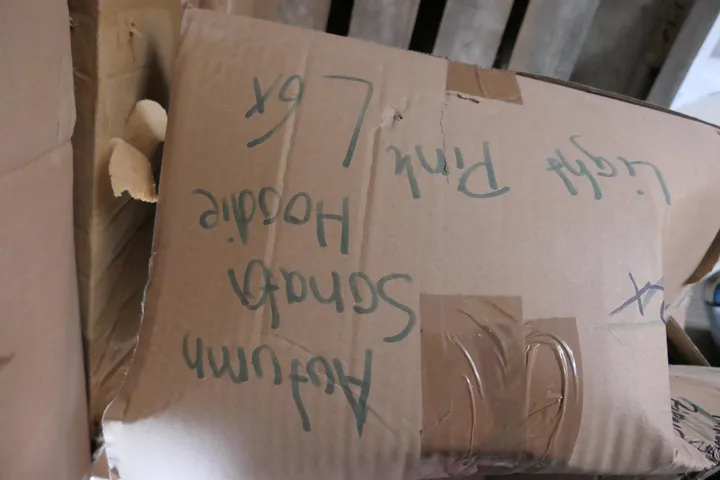 Autumn
Sonata
Hoodie
Light Pink L 6x